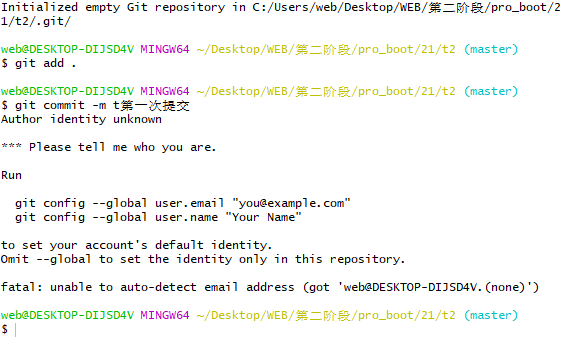 Initialized empty Git repository in C:/Users/web/Desktop/WEB/第二阶段/pro_boot/2
1/t2/.git/
web@DESKTOP-DIJSD4V MINGW64 ~/Desktop/WEB/第二阶段/pro_boot/21/t2 (master)
$ git add .
web@DESKTOP-DIJSD4V MINGW64 ~/Desktop/WEB/第二阶段/pro_boot/21/t2 (master)
$ git commit -m t第一次提交
Author identity unknown
*** Please tell me who you are.
Run
git config --global user.email "you@example.com"
git config --global user.name "Your Name"
to set your account's default identity.
Omit --global to set the identity only in this repository.
fatal: unable to auto-detect email address (got 'web@DESKTOP-DIJSD4V.(none)')
web@DESKTOP-DIJSD4V MINGW64 ~/Desktop/WEB/第二阶段/pro_boot/21/t2 (master)
$